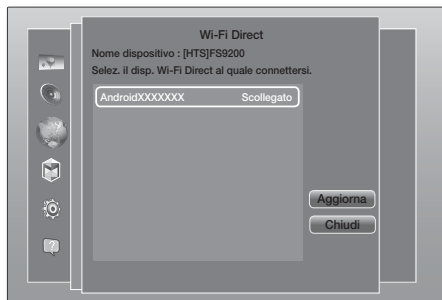 Wi-Fi Direct
Nome dispositivo : [HTS]FS9200
Selez. il disp. Wi-Fi Direct al quale connettersi.
AndroidXXXXXXX Scollegato
Aggiorna
Chiudi